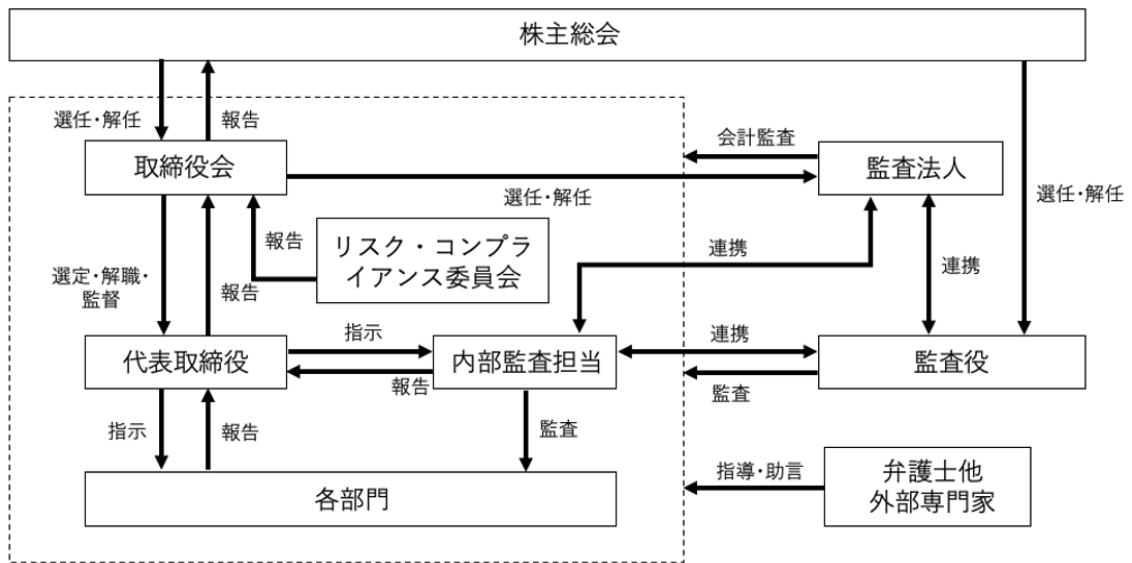 株主総会
選任・解任
報告
会計監査
取締役会
監査法人
選任・解任
選任・解任
報告
リスク・コンプラ
イアンス委員会
連携
連携
選定・解職・
監督
報告
指示
連携
代表取締役
内部監査担当
監査役
報告
監査
指示
報告
監査
指導・助言
弁護士他
外部専門家
各部門